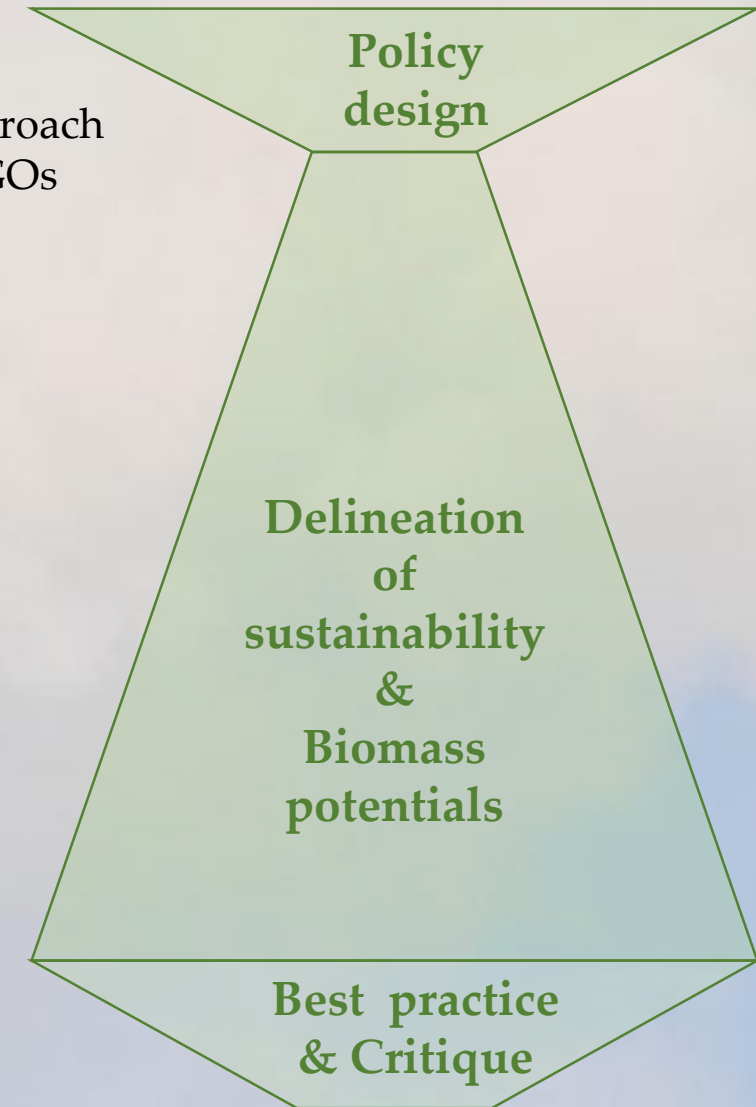 Policy
design
roach
GOs
Delineation
of
sustainability
&
Biomass
potentials
Best practice
& Critique